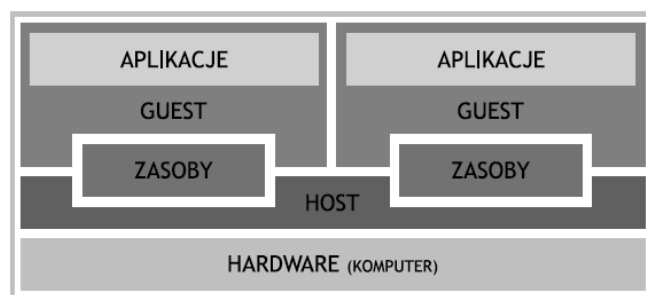 APLIKACJE APLIKACJE
GUEST GUEST
ZASOBY ZASOBY
HOST
HARDWARE (KOMPUTER)